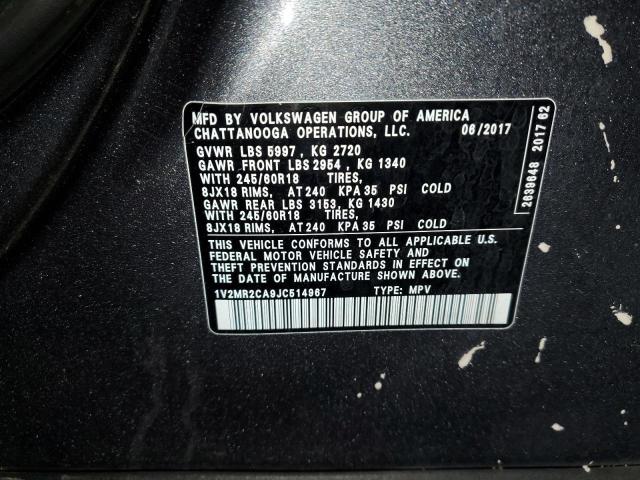 MFD BY VOLKSWAGEN GROUP OF AMERICA
CHATTANOOGA OPERATIONS, LLC. 06/2017
GVWR LBS 5997, KG 2720
GAWR FRONT LBS 2954, KG 1340
WITH 245/60R18 TIRES,
8JX18 RIMS, AT 240 KPA 35 PSI COLD
GAWR REAR LBS 3153, KG 1430
WITH 245/60R18 TIRES,
8JX18 RIMS, AT 240 KPA 35 PSI COLD
THIS VEHICLE CONFORMS TO ALL APPLICABLE U.S.
FEDERAL MOTOR VEHICLE SAFETY AND
THEFT PREVENTION STANDARDS IN EFFECT ON
THE DATE OF MANUFACTURE SHOWN ABOVE.
1V2MR2CA9JC514967 TYPE: MPV
2639648 2017 62